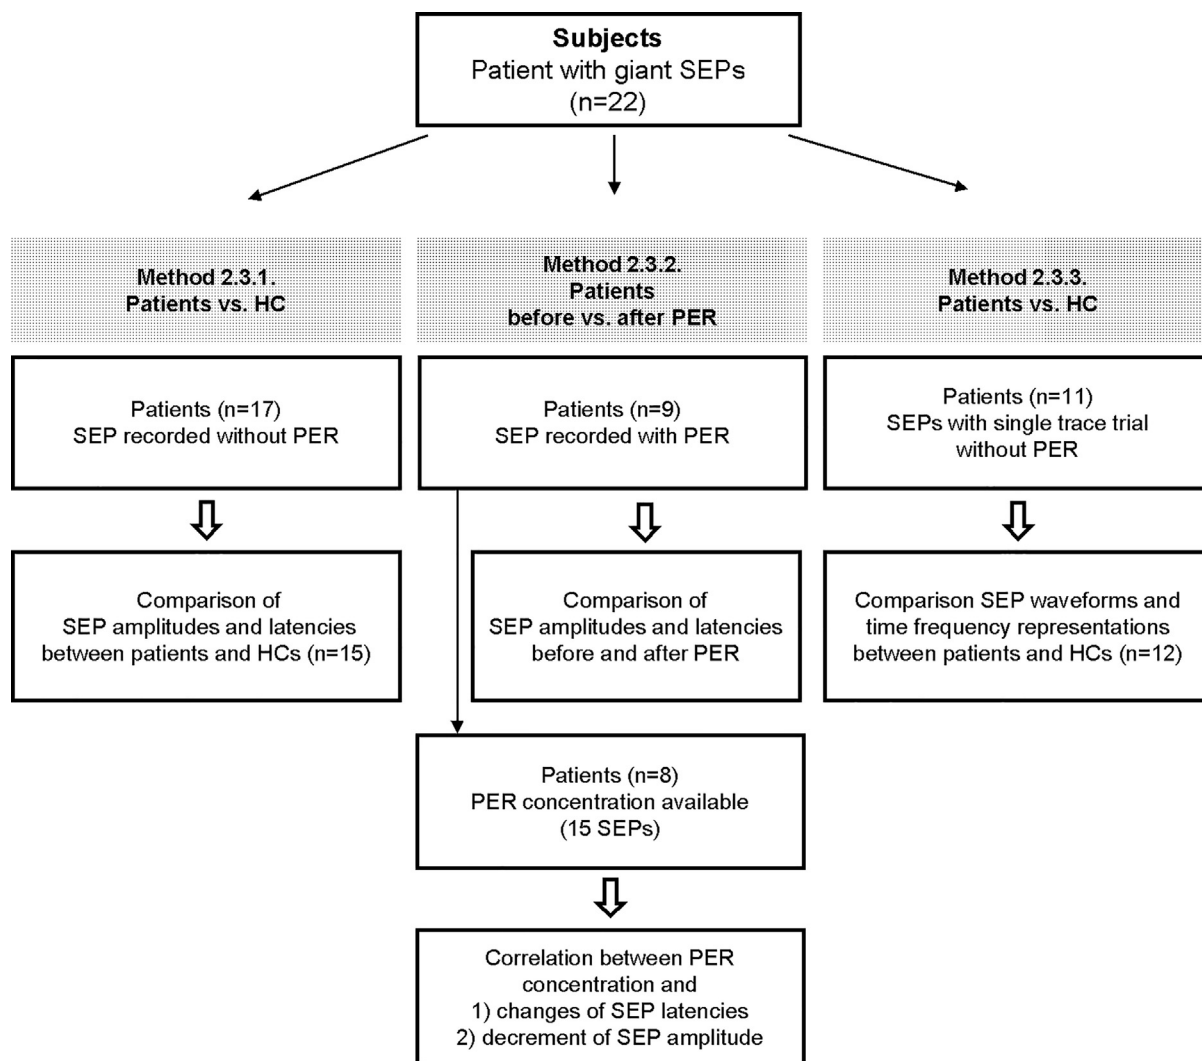 Subjects
Patient with giant SEPs
(n=22)
Method 2.3.1.
Patients vs. HC
Method 2.3.2.
Patients
before vs. after PER
Method 2.3.3.
Patients vs. HC
Patients (n=17)
SEP recorded without PER
Patients (n=9)
SEP recorded with PER
Patients (n=11)
SEPs with single trace trial
without PER
Comparison of
SEP amplitudes and latencies
between patients and HCs (n=15)
Comparison of
SEP amplitudes and latencies
before and after PER
Comparison SEP waveforms and
time frequency representations
between patients and HCs (n=12)
Patients (n=8)
PER concentration available
(15 SEPs)
Correlation between PER
concentration and
1) changes of SEP latencies
2) decrement of SEP amplitude